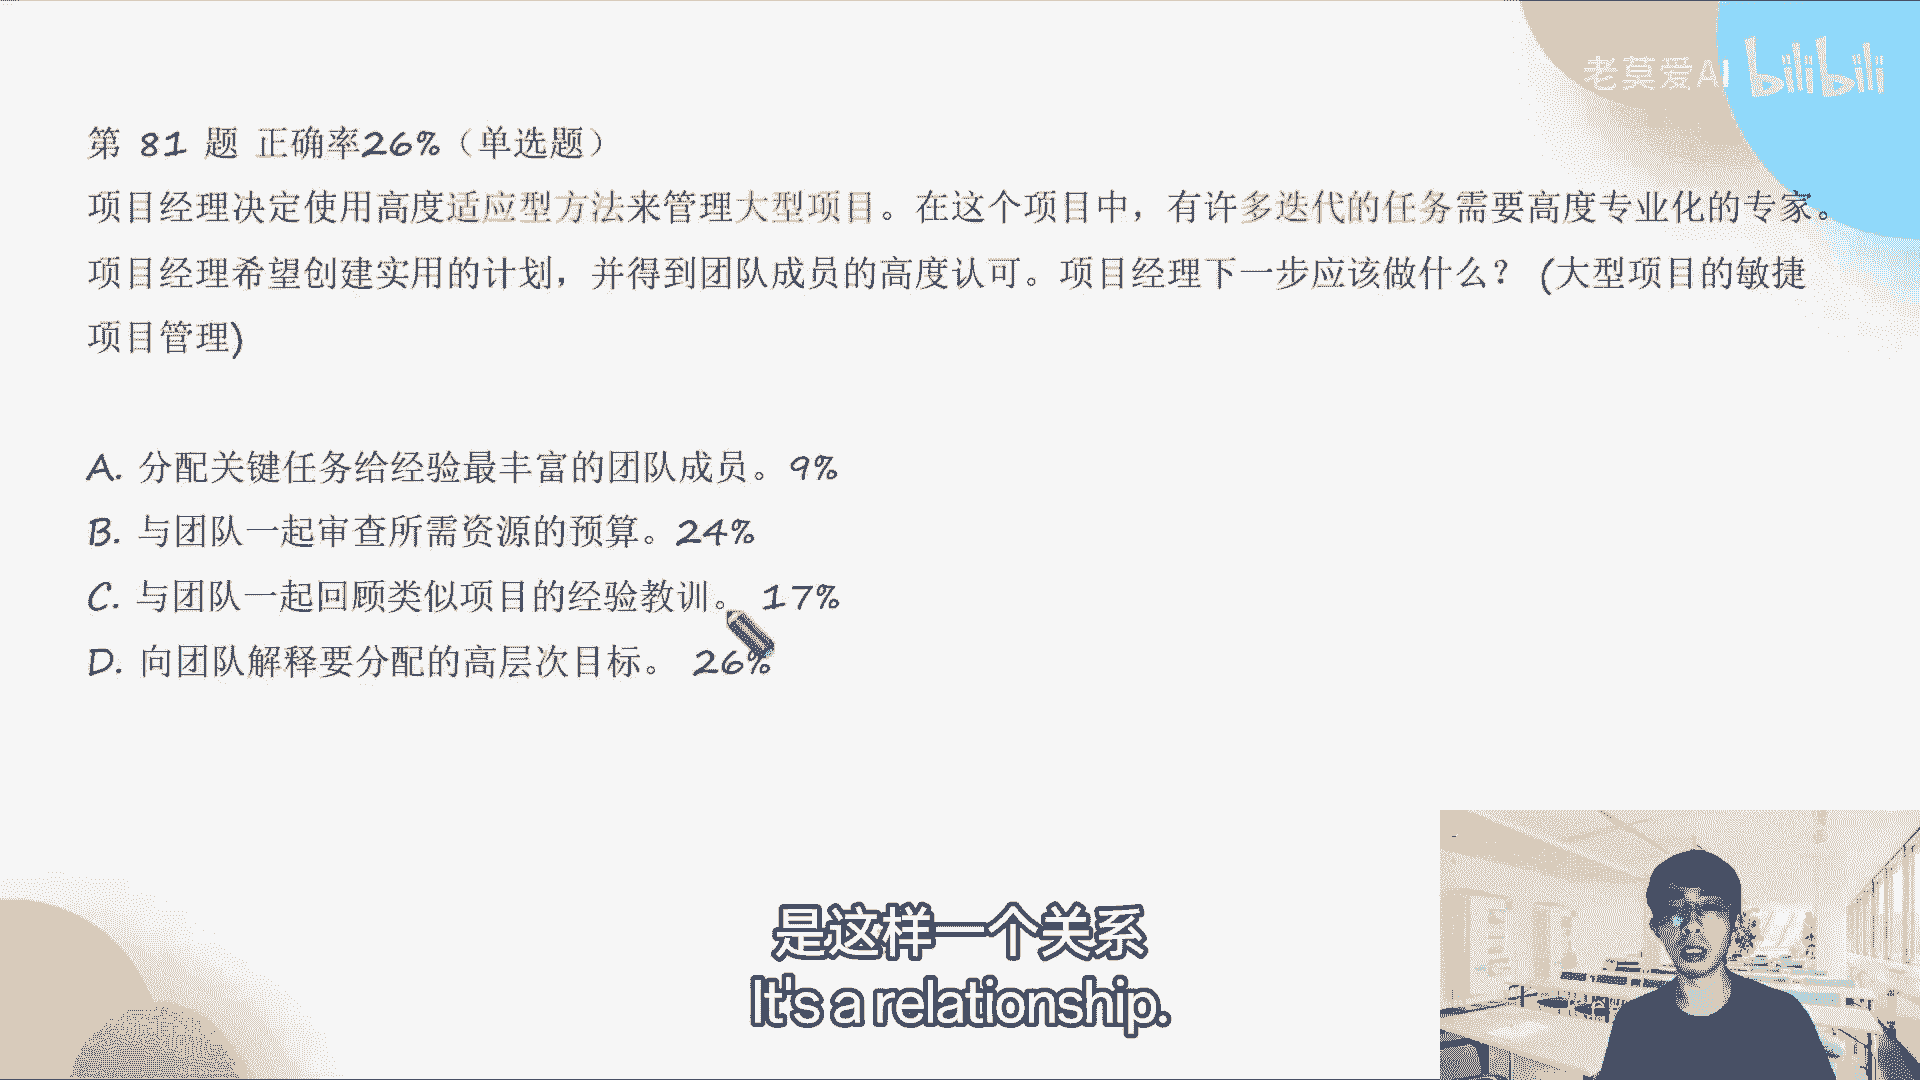 老莫爱AI bilibili
第 81 题 正确率26%（单选题）
项目经理决定使用高度适应型方法来管理大型项目。在这个项目中，有许多迭代的任务需要高度专业化的专家。
项目经理希望创建实用的计划，并得到团队成员的高度认可。项目经理下一步应该做什么？ (大型项目的敏捷
项目管理)
A. 分配关键任务给经验最丰富的团队成员。9%
B. 与团队一起审查所需资源的预算。24%
C. 与团队一起回顾类似项目的经验教训。 17%
D. 向团队解释要分配的高层次目标。 26%
是这样一个关系
It's a relationship.